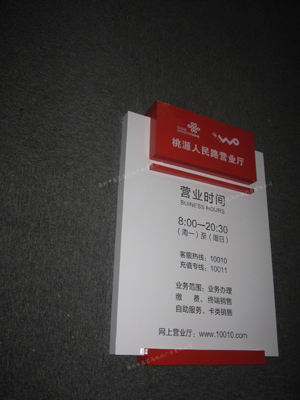 桃源人民路营业厅
营业时间
BUINESS HOURS
8:00—20:30
(周一)至(周日)
客服热线: 10010
充值专线: 10011
业务范围: 业务办理
缴 费、终端销售
自助服务、卡类销售
网上营业厅: www.10010.com